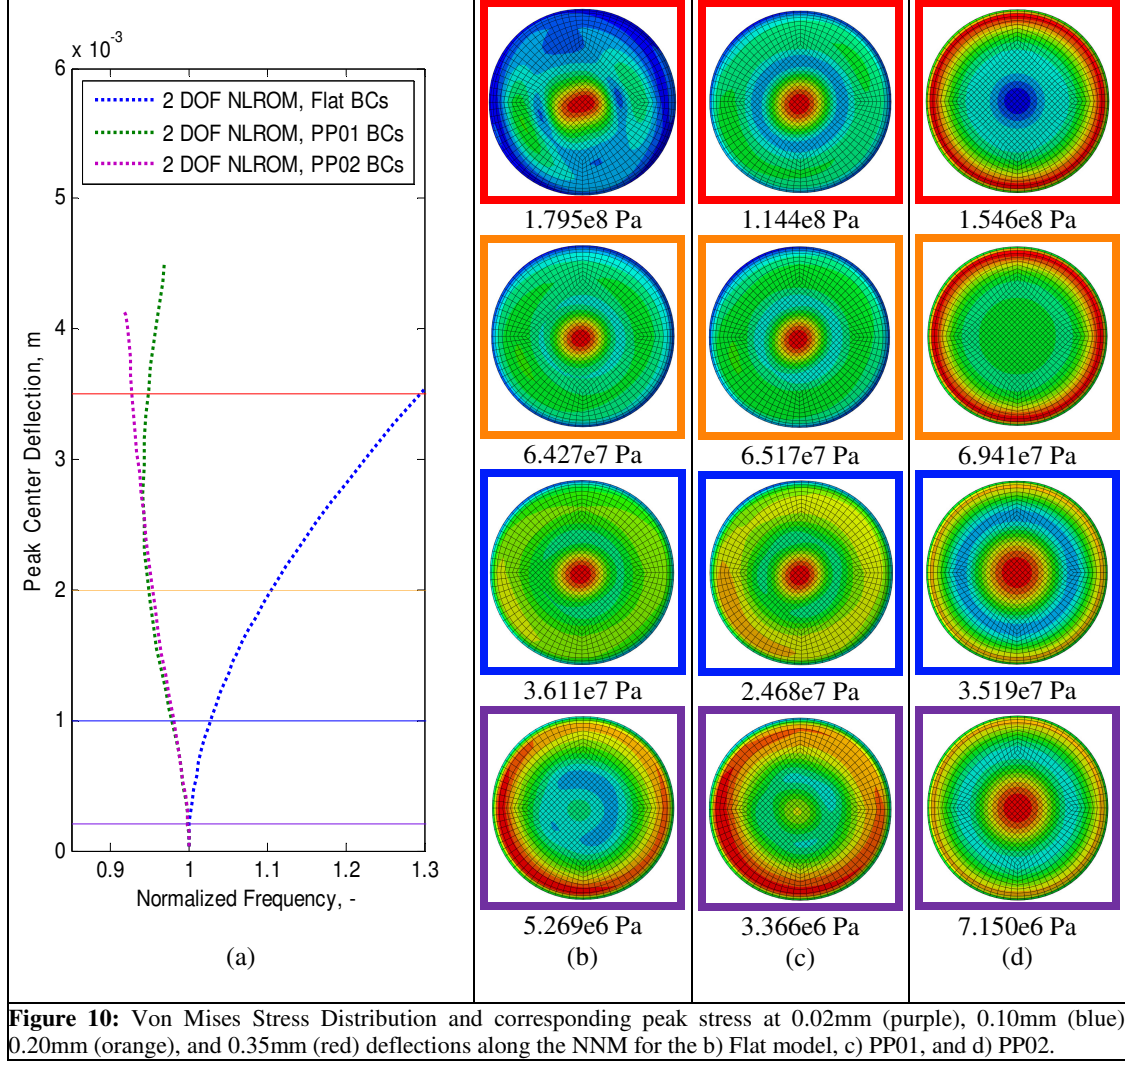 x 10-3
6
5
4
3
2
1
0
Peak Center Deflection, m
2 DOF NLROM, Flat BCs
2 DOF NLROM, PP01 BCs
2 DOF NLROM, PP02 BCs
0.9 1 1.1 1.2 1.3
Normalized Frequency, -
(a)
1.795e8 Pa
6.427e7 Pa
3.611e7 Pa
5.269e6 Pa
(b)
1.144e8 Pa
6.517e7 Pa
2.468e7 Pa
3.366e6 Pa
(c)
1.546e8 Pa
6.941e7 Pa
3.519e7 Pa
7.150e6 Pa
(d)
Figure 10: Von Mises Stress Distribution and corresponding peak stress at 0.02mm (purple), 0.10mm (blue)
0.20mm (orange), and 0.35mm (red) deflections along the NNM for the b) Flat model, c) PP01, and d) PP02.